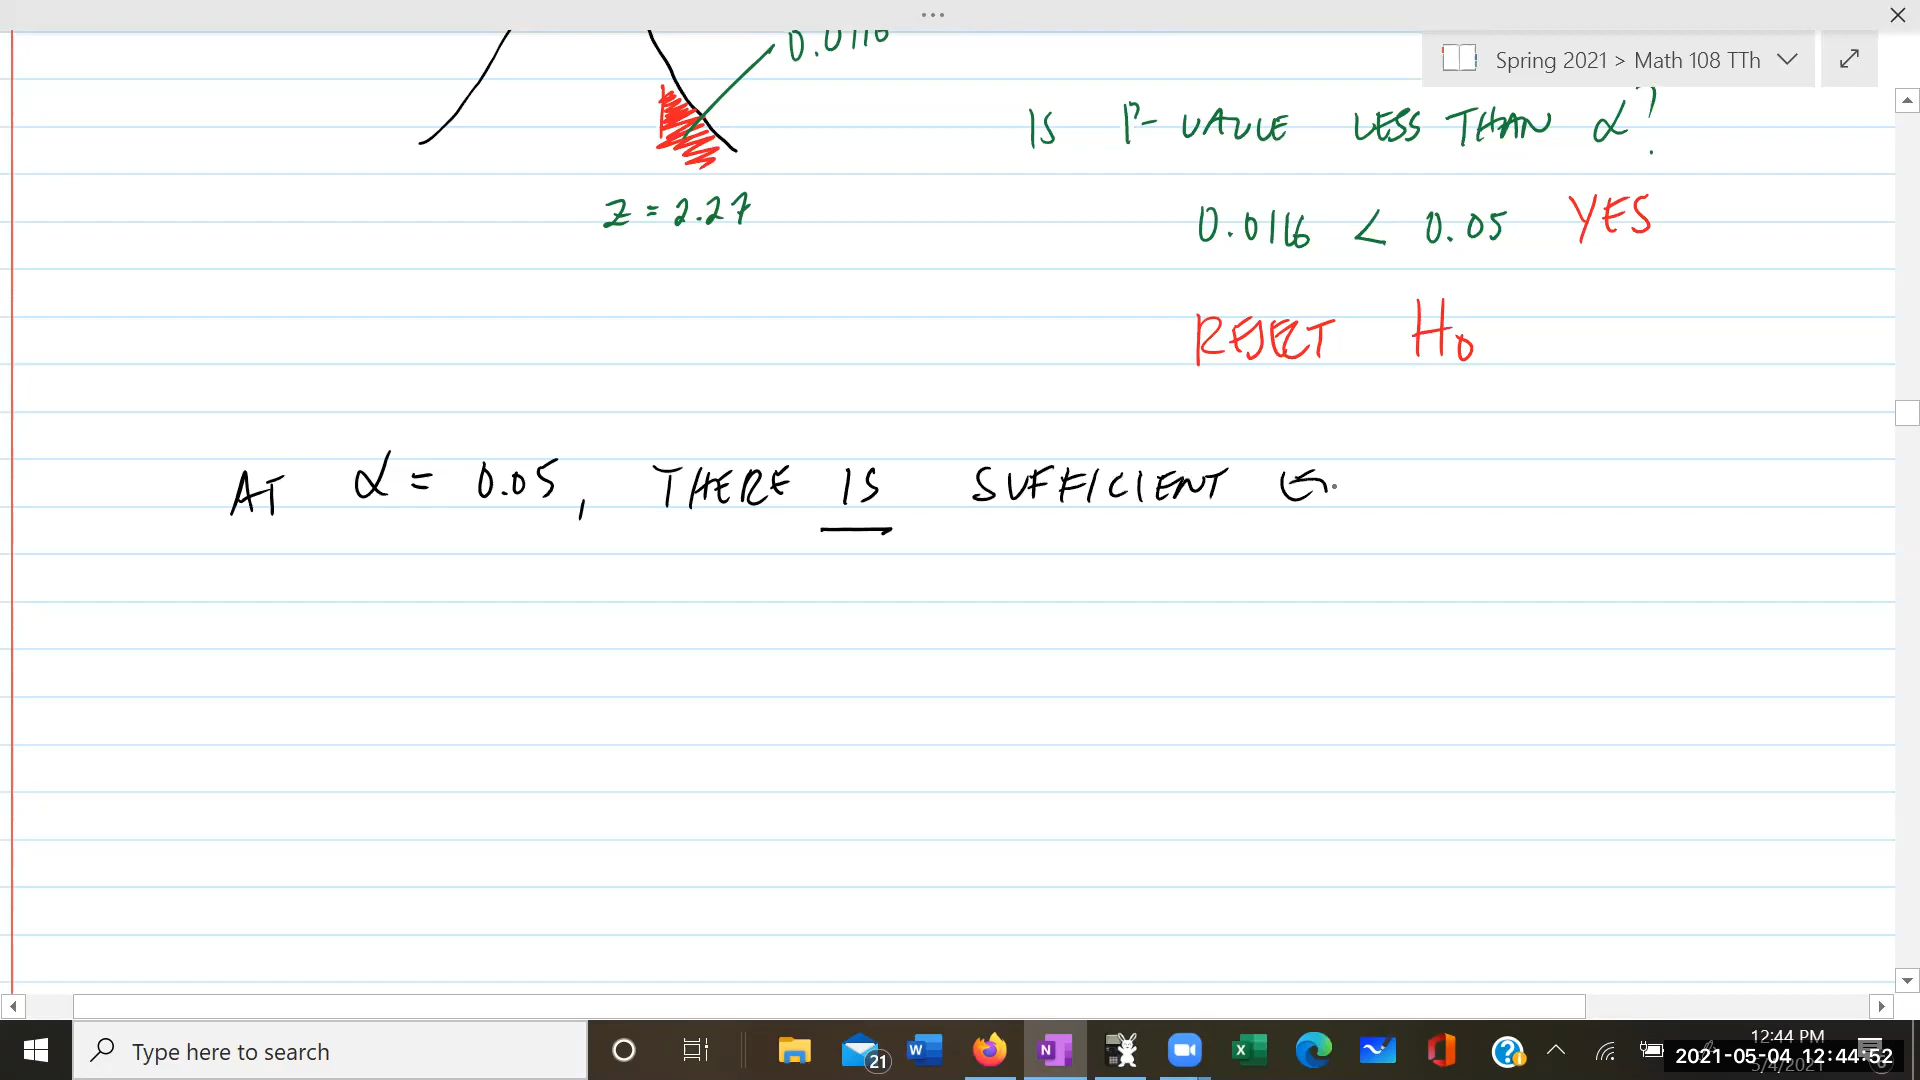 0.0116
Spring 2021 > Math 108 TTh
IS P-VALUE LESS THAN α?
z = 2.27
0.0116 < 0.05 YES
REJECT H0
AT α = 0.05, THERE IS SUFFICIENT E
Type here to search
21
12:44 PM
2021-05-04 12:44:52